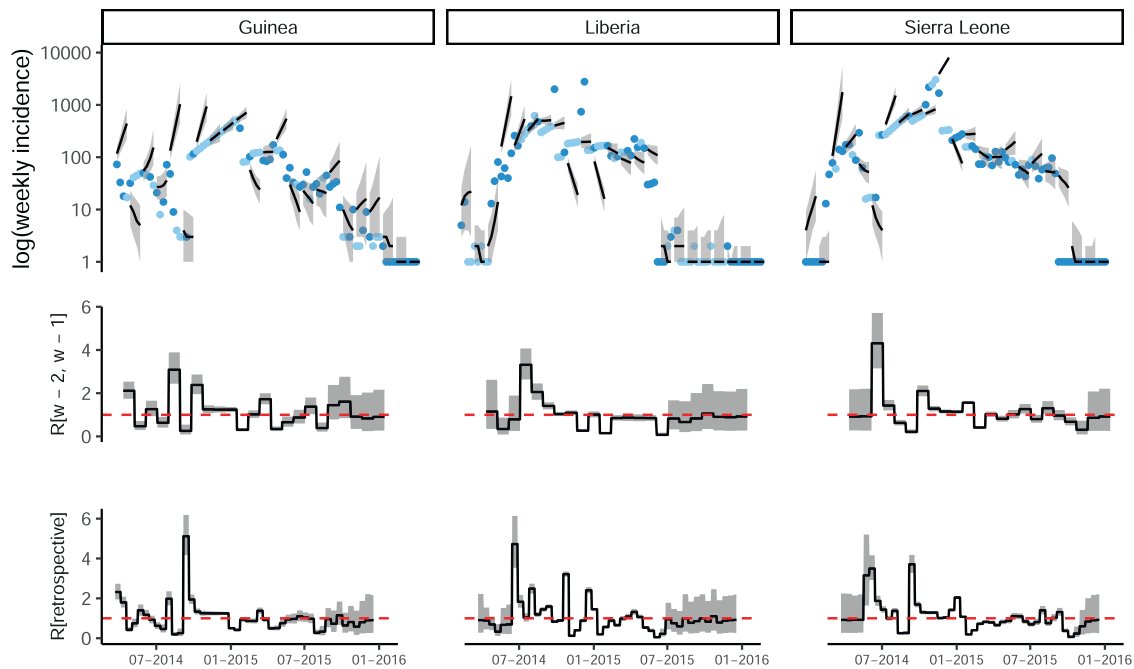 Guinea Liberia Sierra Leone
log(weekly incidence)
10000
1000
100
10
1
R[w − 2, w − 1]
6
4
2
0
R[retrospective]
6
4
2
0
07−2014 01−2015 07−2015 01−2016 07−2014 01−2015 07−2015 01−2016 07−2014 01−2015 07−2015 01−2016